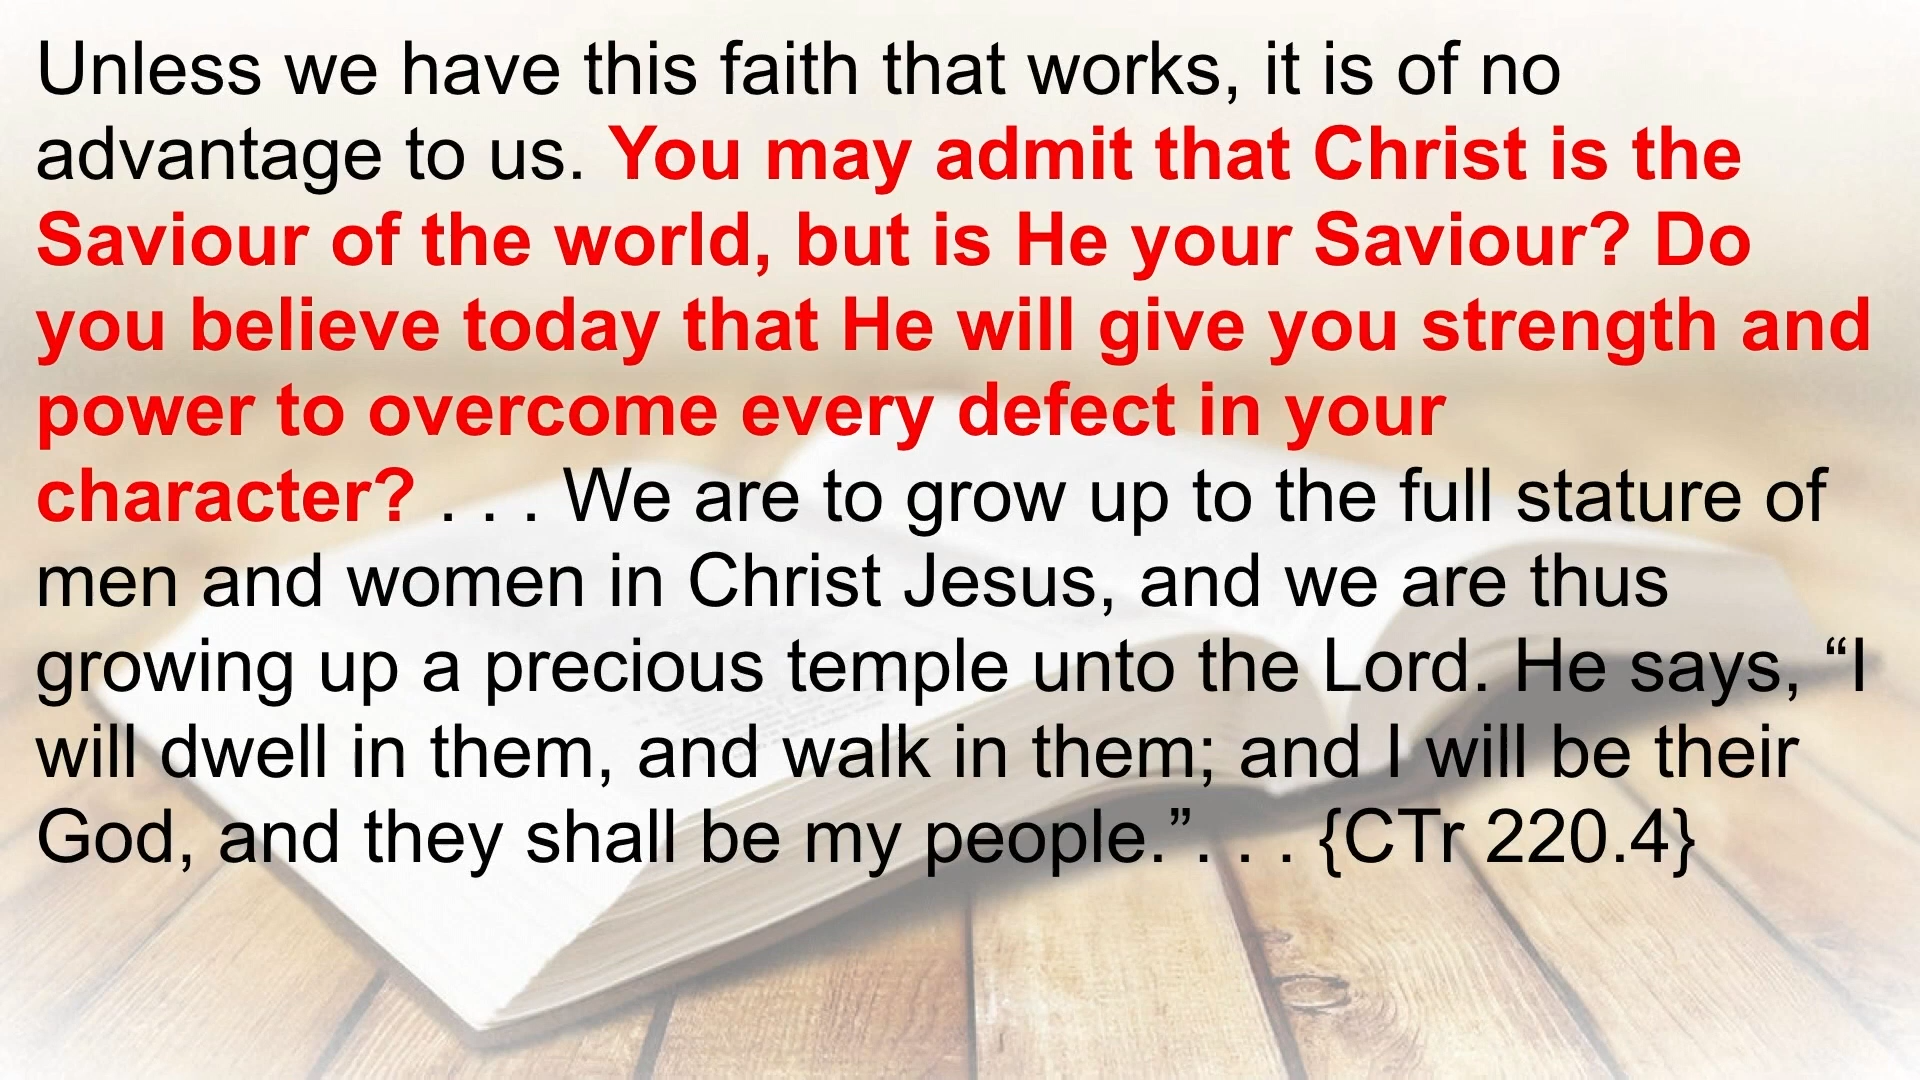 Unless we have this faith that works, it is of no
advantage to us. You may admit that Christ is the
Saviour of the world, but is He your Saviour? Do
you believe today that He will give you strength and
power to overcome every defect in your
character? . . . We are to grow up to the full stature of
men and women in Christ Jesus, and we are thus
growing up a precious temple unto the Lord. He says, “I
will dwell in them, and walk in them; and I will be their
God, and they shall be my people.”. . . {CTr 220.4}